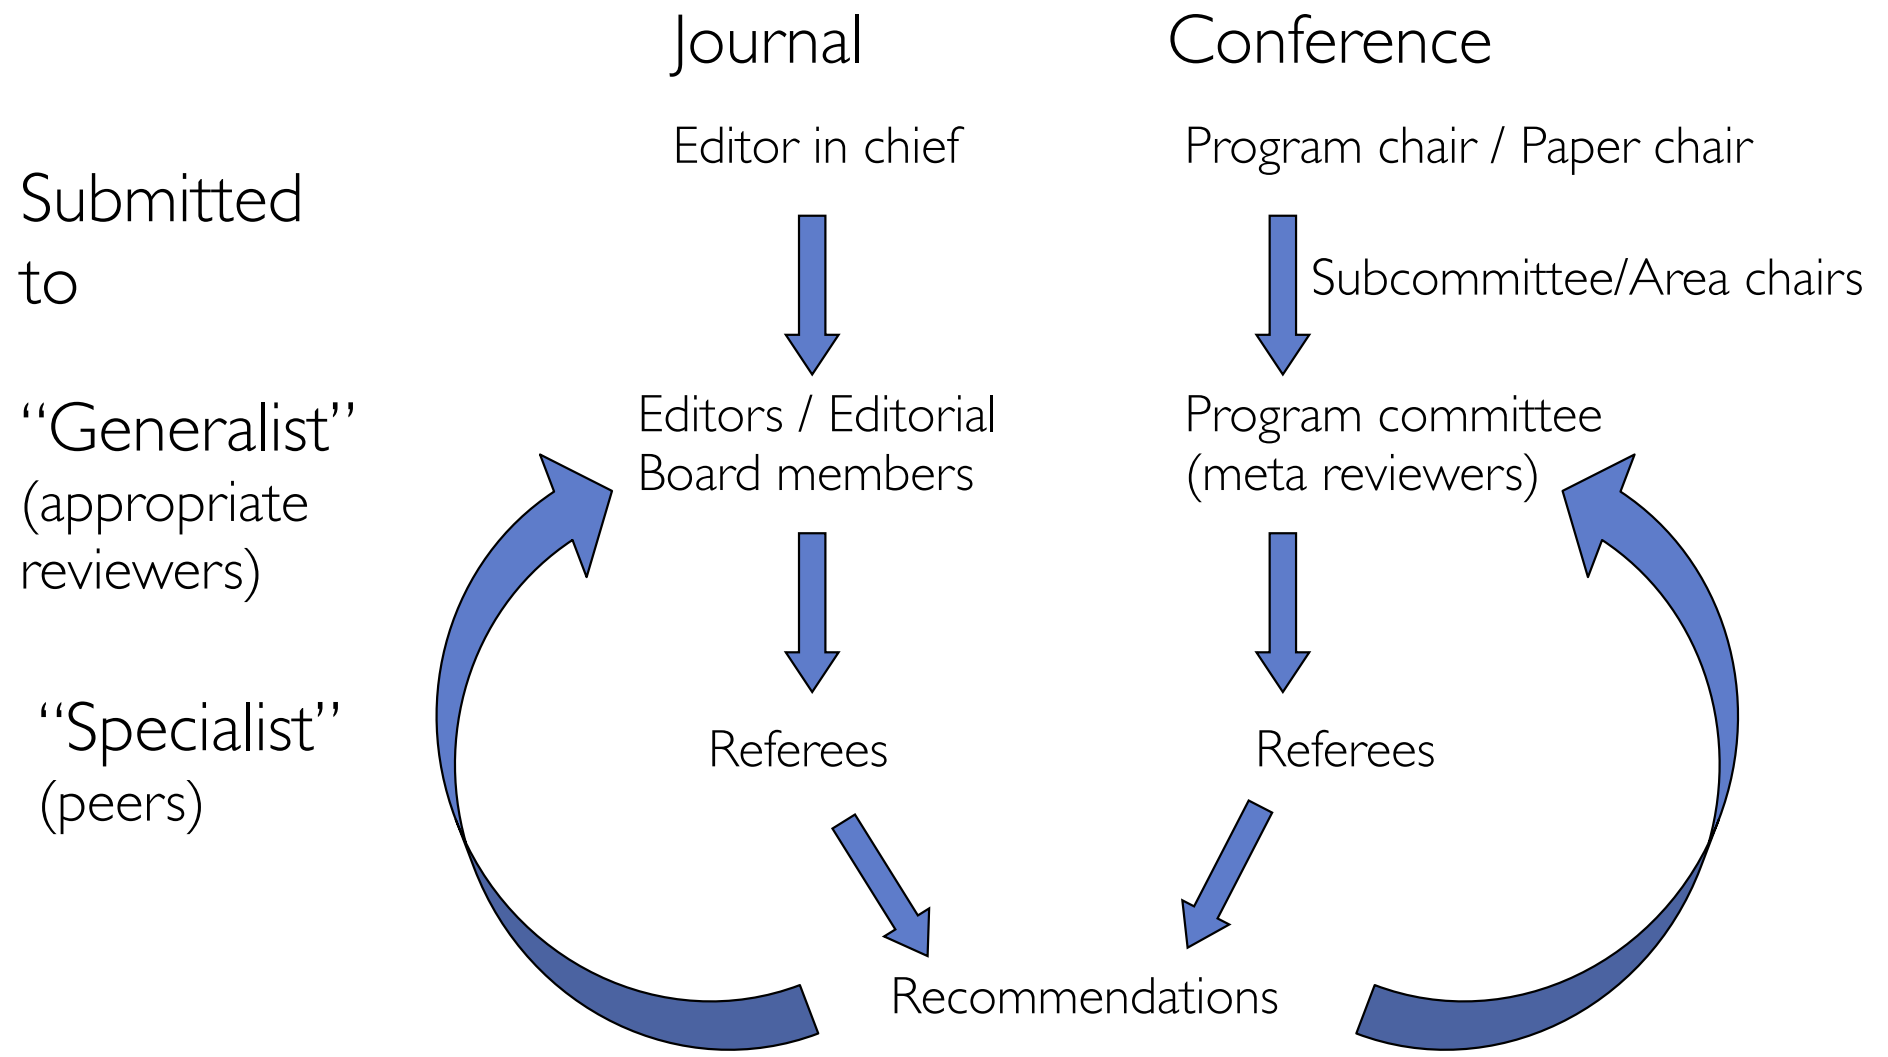 Journal
Conference
Editor in chief
Program chair / Paper chair
Submitted
to
Subcommittee/Area chairs
“Generalist”
(appropriate
reviewers)
Editors / Editorial
Board members
Program committee
(meta reviewers)
“Specialist”
(peers)
Referees
Referees
Recommendations